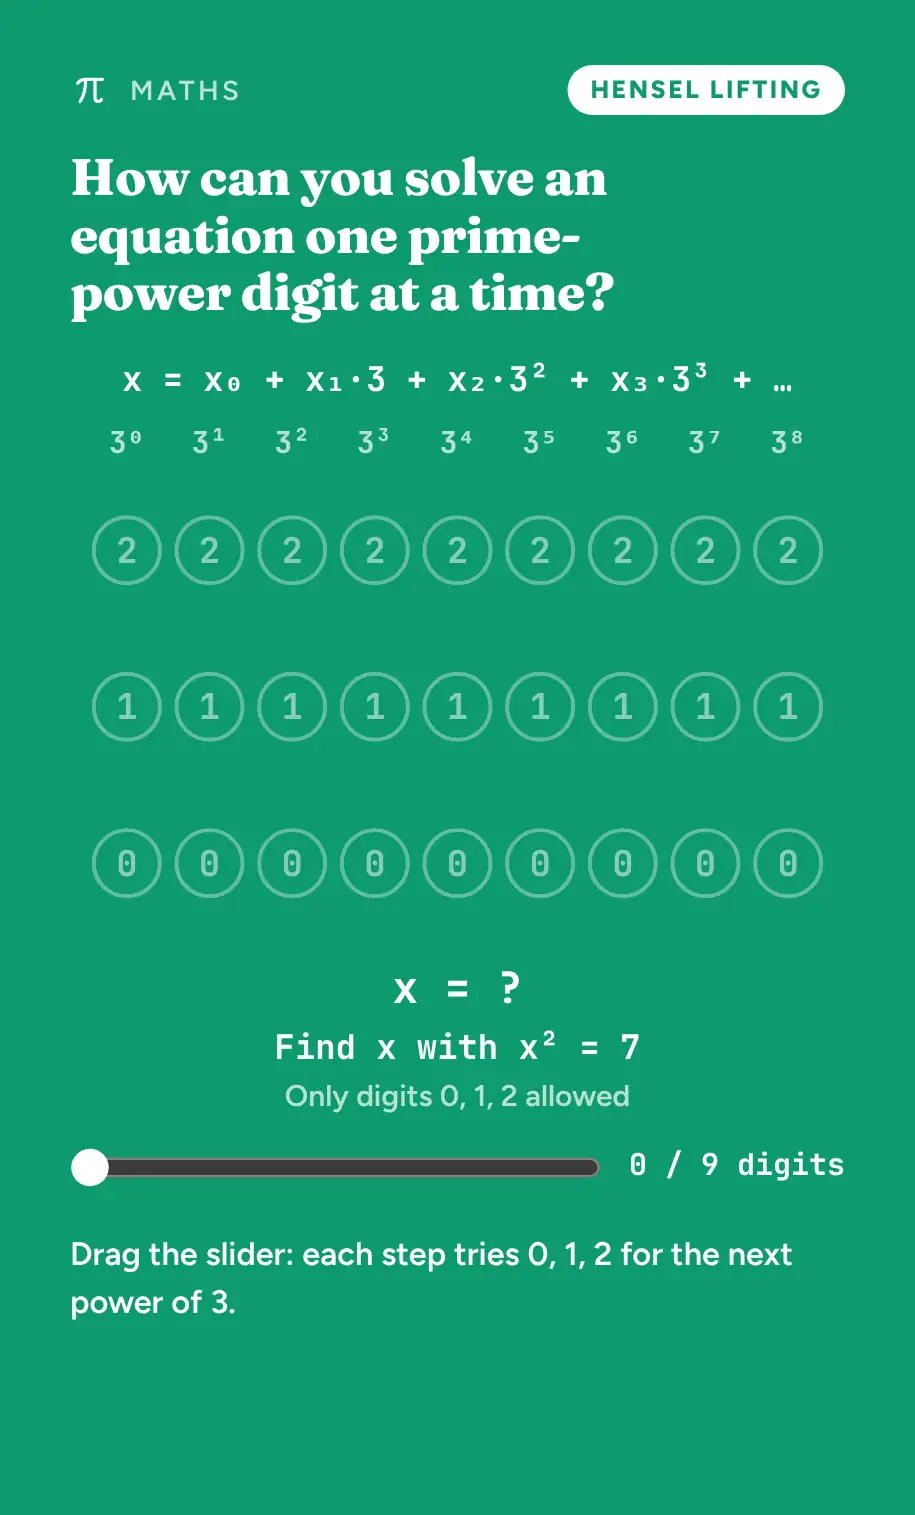 π MATHS
HENSEL LIFTING
How can you solve an
equation one prime-
power digit at a time?
x = x₀ + x₁·3 + x₂·3² + x₃·3³ + …
3⁰ 3¹ 3² 3³ 3⁴ 3⁵ 3⁶ 3⁷ 3⁸
2 2 2 2 2 2 2 2 2
1 1 1 1 1 1 1 1 1
0 0 0 0 0 0 0 0 0
x = ?
Find x with x² = 7
Only digits 0, 1, 2 allowed
0 / 9 digits
Drag the slider: each step tries 0, 1, 2 for the next
power of 3.